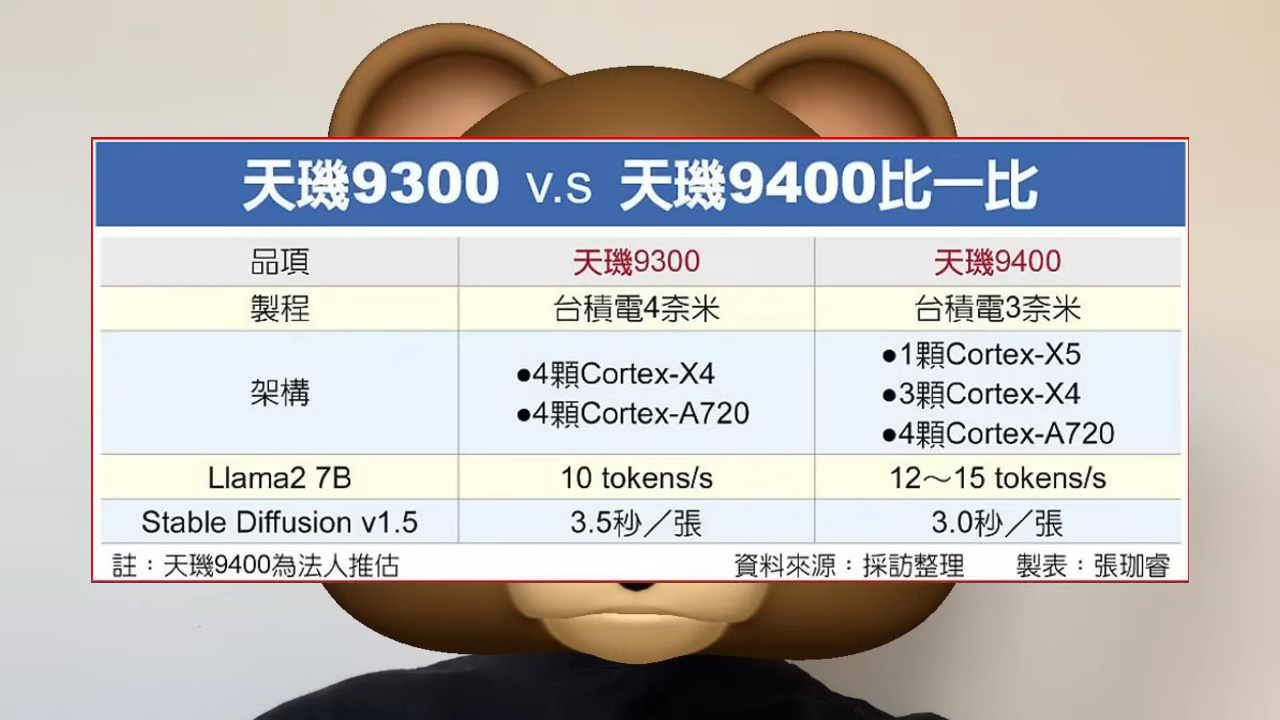 天璣9300 v.s 天璣9400比一比
品項 天璣9300 天璣9400
製程 台積電4奈米 台積電3奈米
架構
●4顆Cortex-X4
●4顆Cortex-A720
●1顆Cortex-X5
●3顆Cortex-X4
●4顆Cortex-A720
Llama2 7B 10 tokens/s 12～15 tokens/s
Stable Diffusion v1.5 3.5秒／張 3.0秒／張
註：天璣9400為法人推估 資料來源：採訪整理 製表：張珈睿